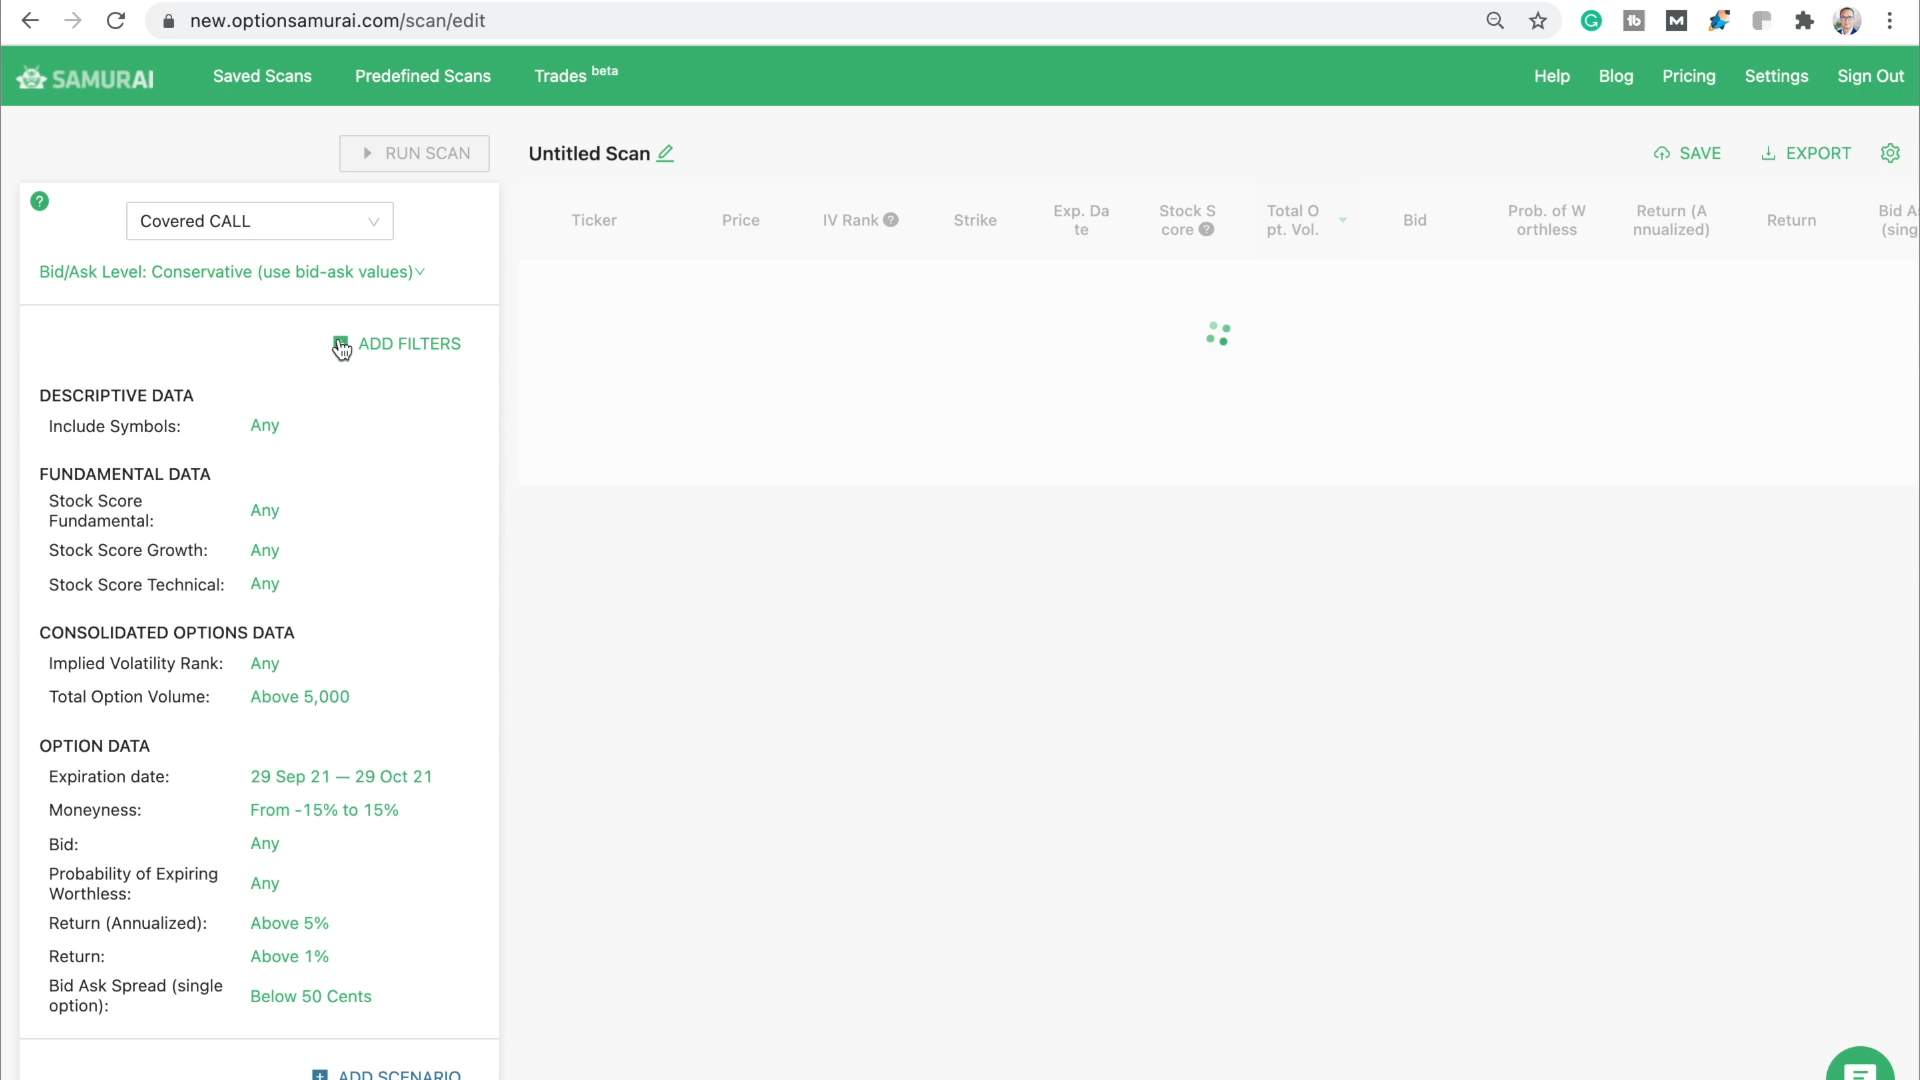 new.optionsamurai.com/scan/edit
SAMURAI
Saved Scans
Predefined Scans
Trades beta
Help
Blog
Pricing
Settings
Sign Out
RUN SCAN
Untitled Scan
SAVE
EXPORT
?
Covered CALL
Bid/Ask Level: Conservative (use bid-ask values)
Ticker
Price
IV Rank ?
Strike
Exp. Da
te
Stock S
core ?
Total O
pt. Vol.
Bid
Prob. of W
orthless
Return (A
nnualized)
Return
Bid A
(sing
ADD FILTERS
DESCRIPTIVE DATA
Include Symbols: Any
FUNDAMENTAL DATA
Stock Score
Fundamental: Any
Stock Score Growth: Any
Stock Score Technical: Any
CONSOLIDATED OPTIONS DATA
Implied Volatility Rank: Any
Total Option Volume: Above 5,000
OPTION DATA
Expiration date: 29 Sep 21 — 29 Oct 21
Moneyness: From -15% to 15%
Bid: Any
Probability of Expiring
Worthless: Any
Return (Annualized): Above 5%
Return: Above 1%
Bid Ask Spread (single
option): Below 50 Cents
ADD SCENARIO